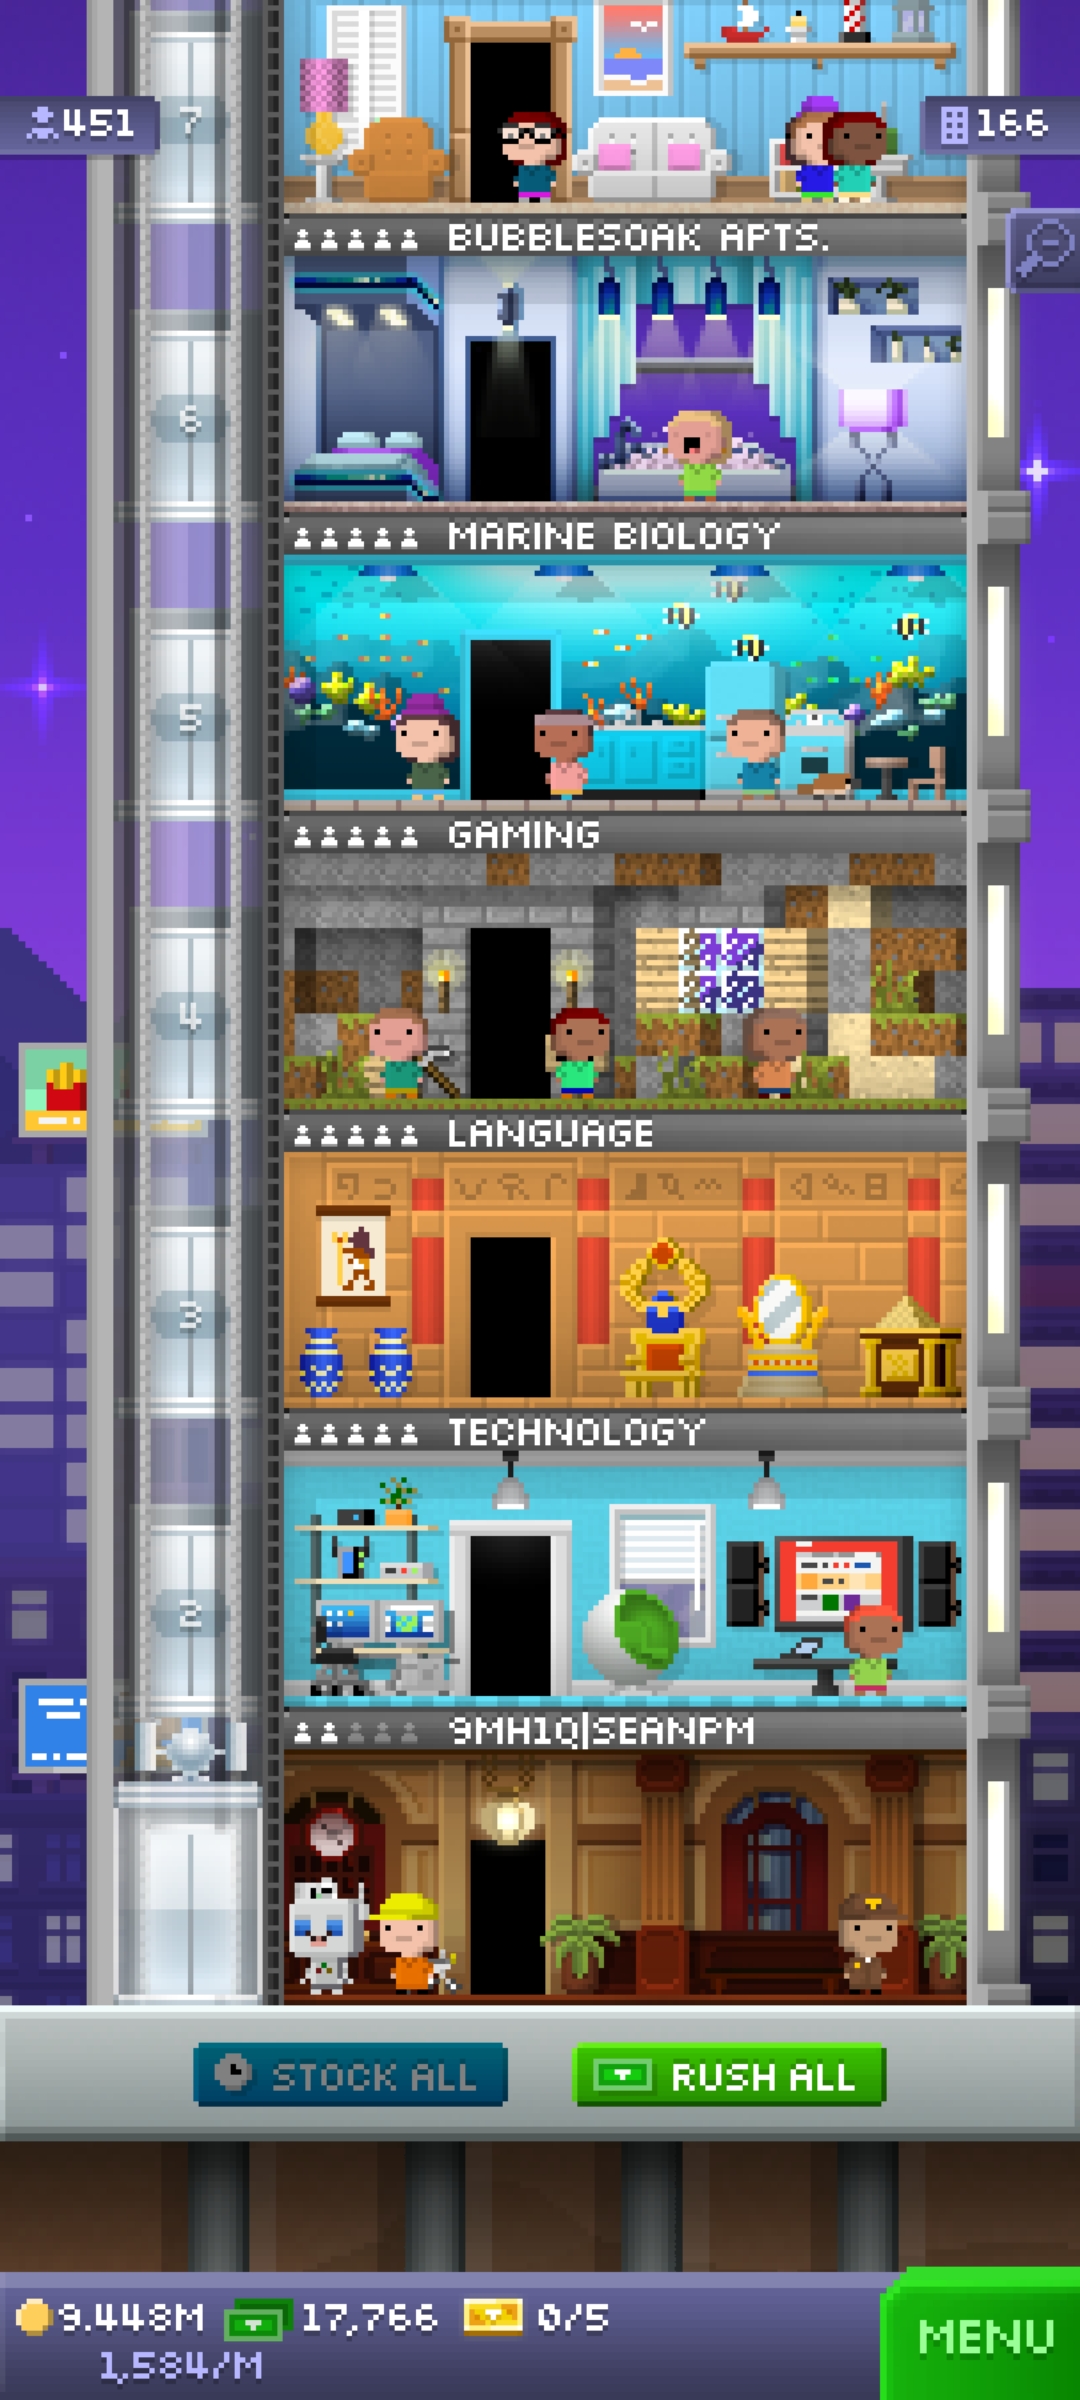 7
451
166
BUBBLESOAK APTS.
6
MARINE BIOLOGY
5
GAMING
4
LANGUAGE
3
TECHNOLOGY
2
9MH1Q|SEANPM
STOCK ALL
RUSH ALL
9.448M
17,766
0/5
1,584/M
MENU